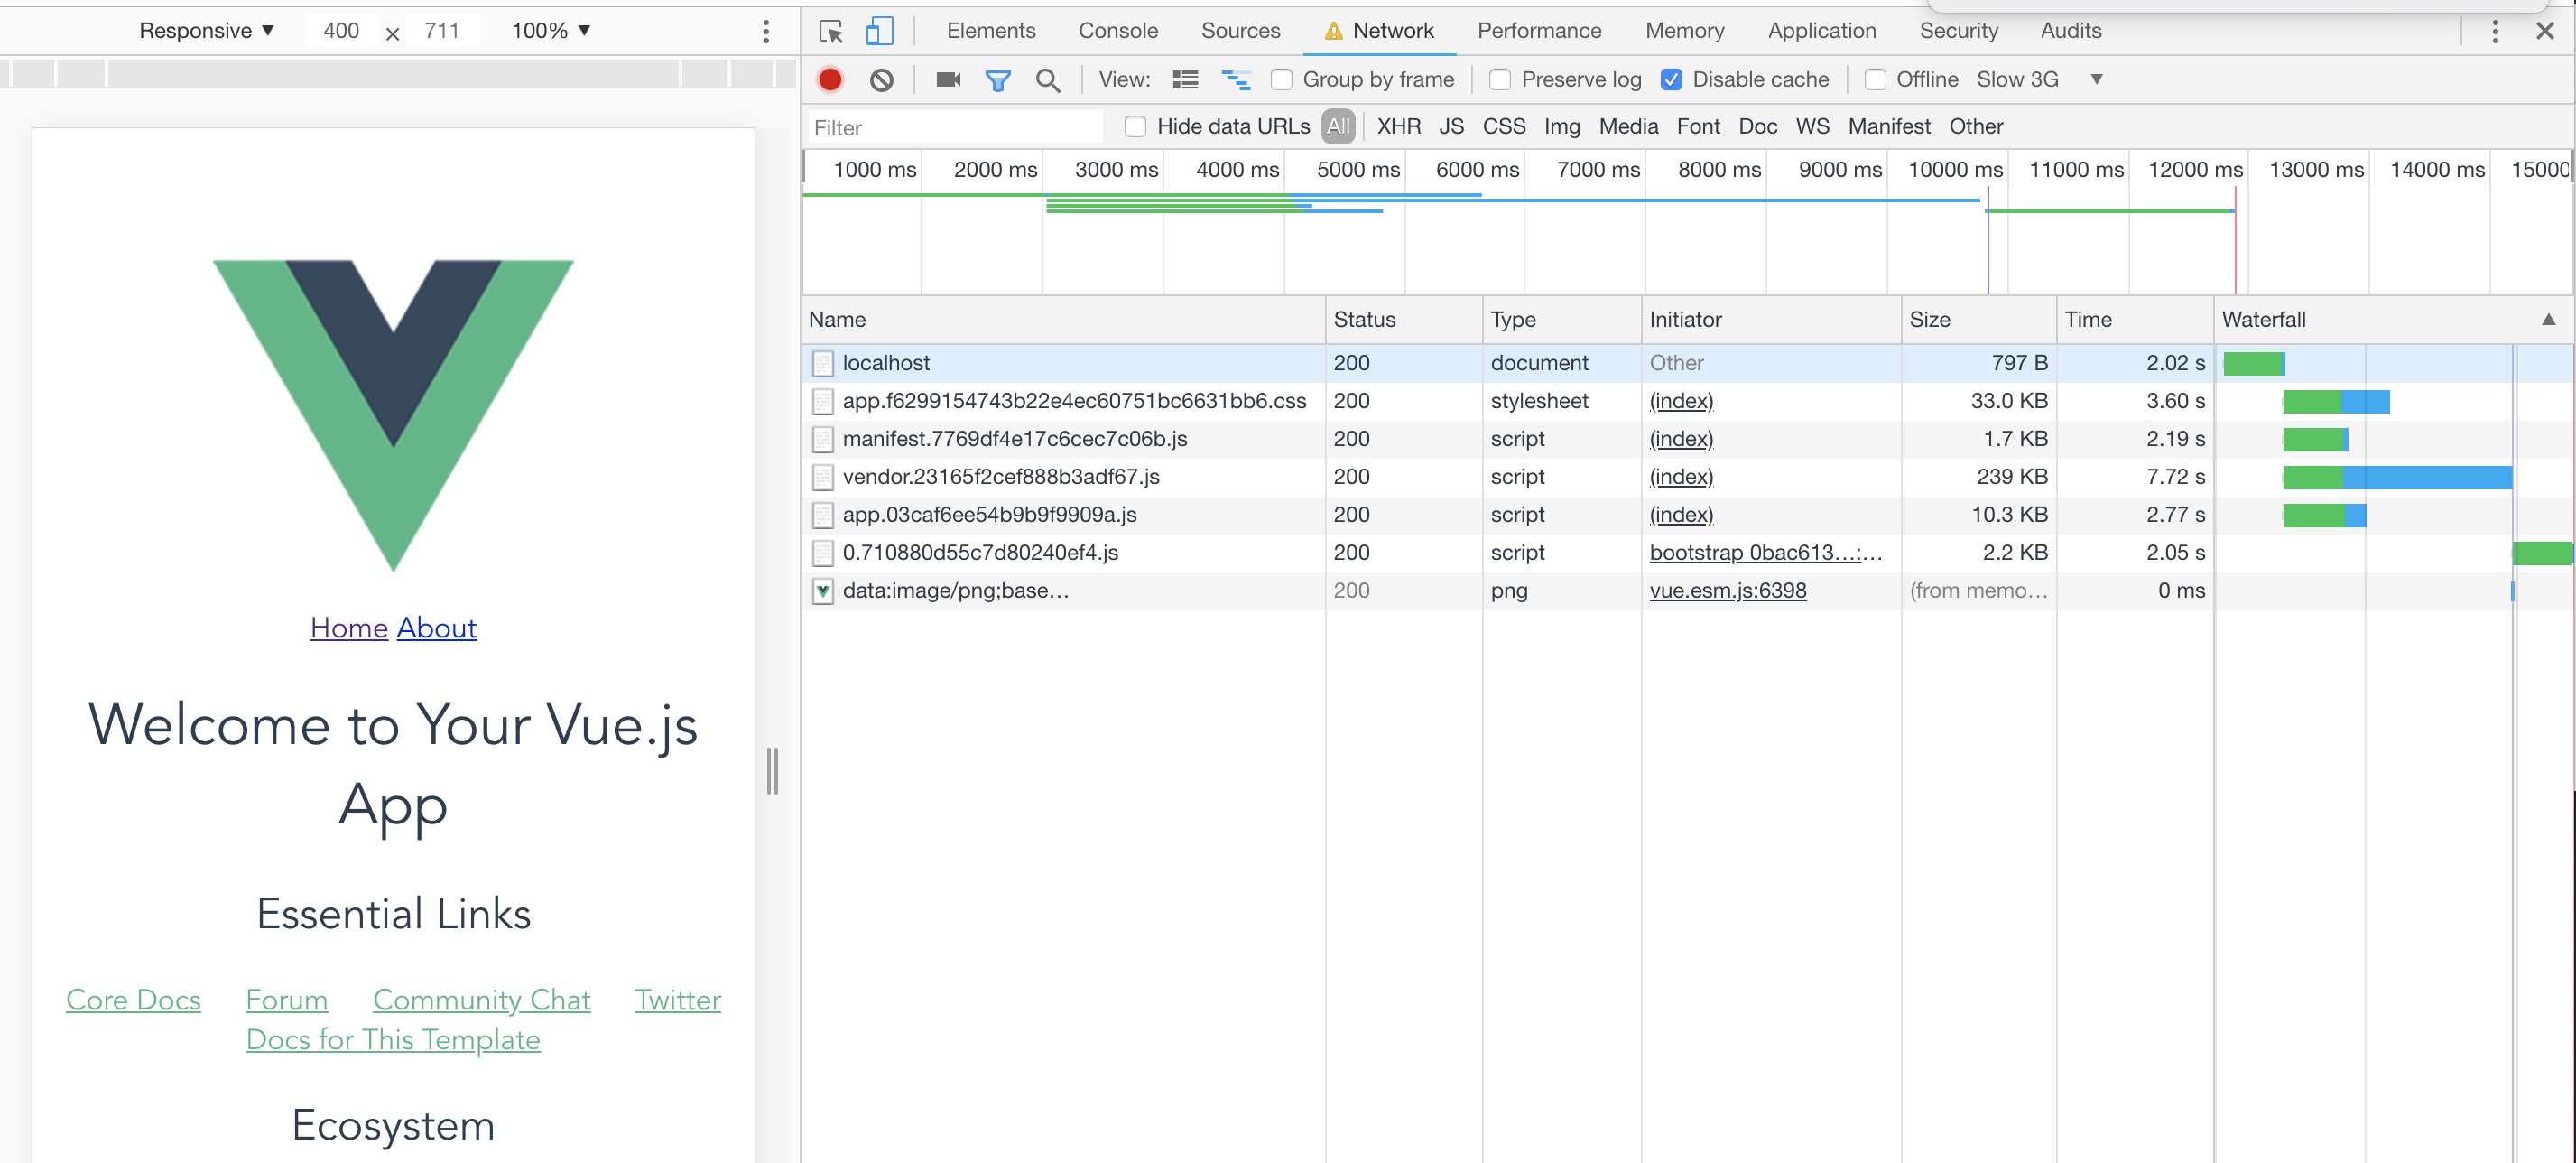 Responsive ▼ 400 × 711 100% ▼
Elements Console Sources Network Performance Memory Application Security Audits
View: Group by frame Preserve log Disable cache Offline Slow 3G ▼
Filter Hide data URLs All XHR JS CSS Img Media Font Doc WS Manifest Other
1000 ms 2000 ms 3000 ms 4000 ms 5000 ms 6000 ms 7000 ms 8000 ms 9000 ms 10000 ms 11000 ms 12000 ms 13000 ms 14000 ms 15000
Name Status Type Initiator Size Time Waterfall ▲
localhost 200 document Other 797 B 2.02 s
app.f6299154743b22e4ec60751bc6631bb6.css 200 stylesheet (index) 33.0 KB 3.60 s
manifest.7769df4e17c6cec7c06b.js 200 script (index) 1.7 KB 2.19 s
vendor.23165f2cef888b3adf67.js 200 script (index) 239 KB 7.72 s
app.03caf6ee54b9b9f9909a.js 200 script (index) 10.3 KB 2.77 s
0.710880d55c7d80240ef4.js 200 script bootstrap 0bac613…:… 2.2 KB 2.05 s
data:image/png;base… 200 png vue.esm.js:6398 (from memo… 0 ms
Home About
Welcome to Your Vue.js
App
Essential Links
Core Docs Forum Community Chat Twitter
Docs for This Template
Ecosystem